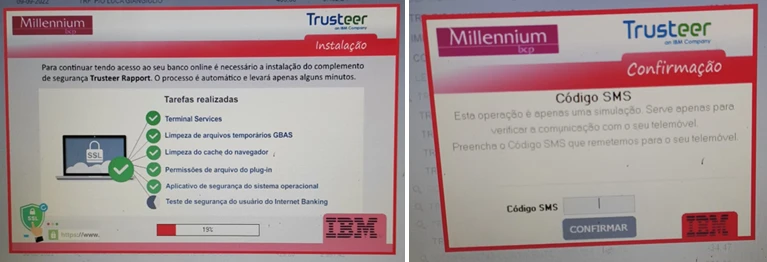 Millennium
bcp
Trusteer
an IBM Company
Instalação
Para continuar tendo acesso ao seu banco online é necessário a instalação do complemento
de segurança Trusteer Rapport. O processo é automático e levará apenas alguns minutos.
Tarefas realizadas
Terminal Services
Limpeza de arquivos temporários GBAS
Limpeza do cache do navegador
Permissões de arquivo do plug-in
Aplicativo de segurança do sistema operacional
Teste de segurança do usuário do Internet Banking
SSL
SSL
https://www.
19%
IBM
Millennium
bcp
Trusteer
an IBM Company
Confirmação
Código SMS
Esta operação é apenas uma simulação. Serve apenas para
verificar a comunicação com o seu telemóvel.
Preencha o Código SMS que remetemos para o seu telemóvel.
Código SMS
CONFIRMAR
IBM